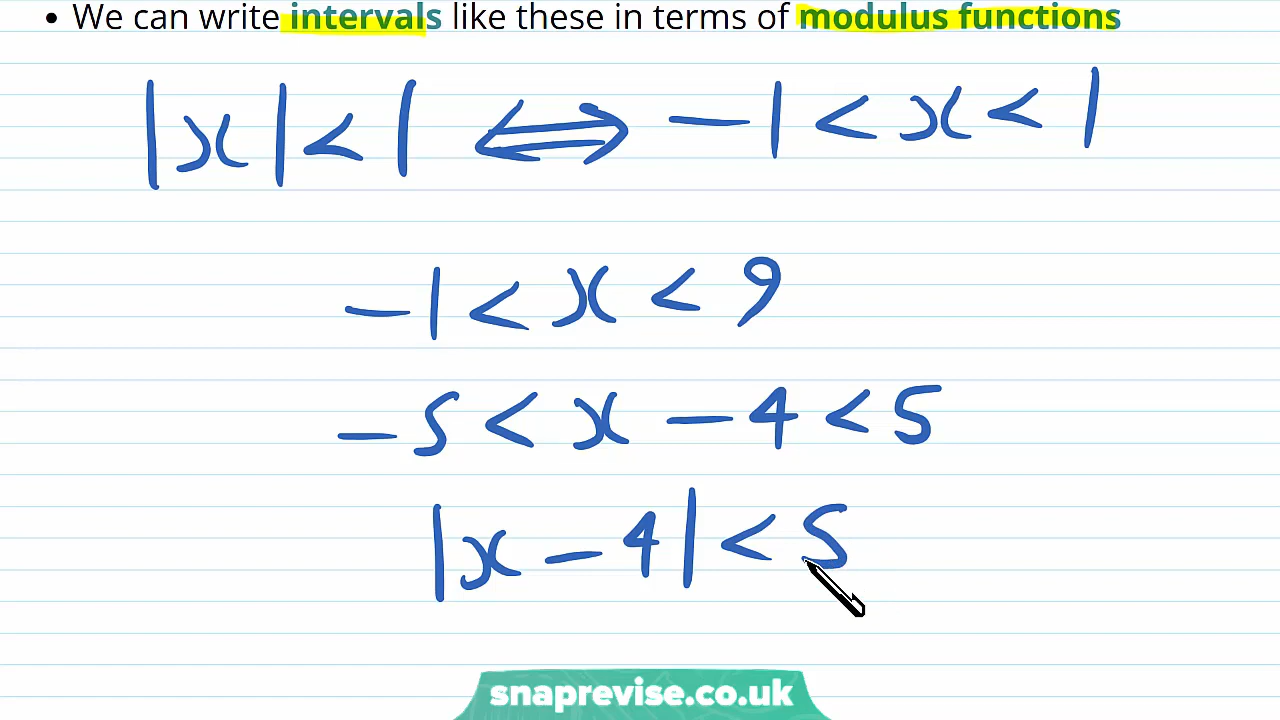 • We can write intervals like these in terms of modulus functions
|x| < 1 ⟺ -1 < x < 1
-1 < x < 9
-5 < x - 4 < 5
|x - 4| < 5
snaprevise.co.uk